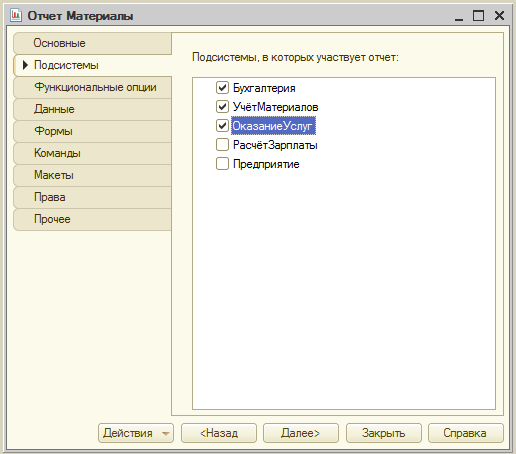 Отчет Материалы
Основные
Подсистемы
Функциональные опции
Данные
Формы
Команды
Макеты
Права
Прочее
Подсистемы, в которых участвует отчет:
Бухгалтерия
УчётМатериалов
ОказаниеУслуг
РасчётЗарплаты
Предприятие
Действия
<Назад
Далее>
Закрыть
Справка